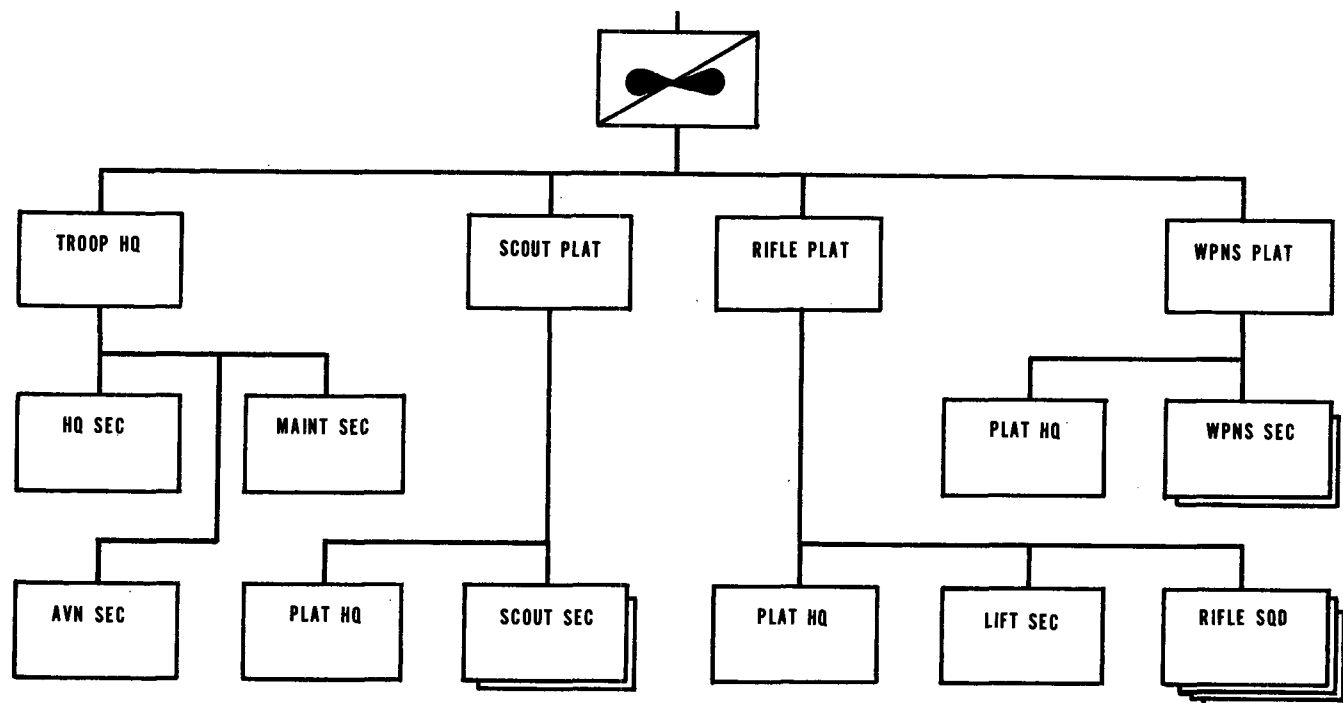 TROOP HQ
SCOUT PLAT
RIFLE PLAT
WPNS PLAT
HQ SEC
MAINT SEC
PLAT HQ
WPNS SEC
AVN SEC
PLAT HQ
SCOUT SEC
PLAT HQ
LIFT SEC
RIFLE SQD